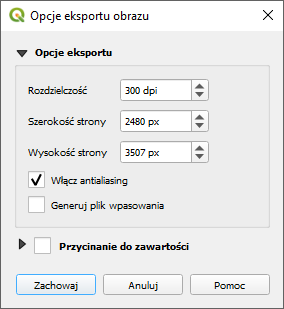 Opcje eksportu obrazu
Opcje eksportu
Rozdzielczość 300 dpi
Szerokość strony 2480 px
Wysokość strony 3507 px
Włącz antialiasing
Generuj plik wpasowania
Przycinanie do zawartości
Zachowaj Anuluj Pomoc